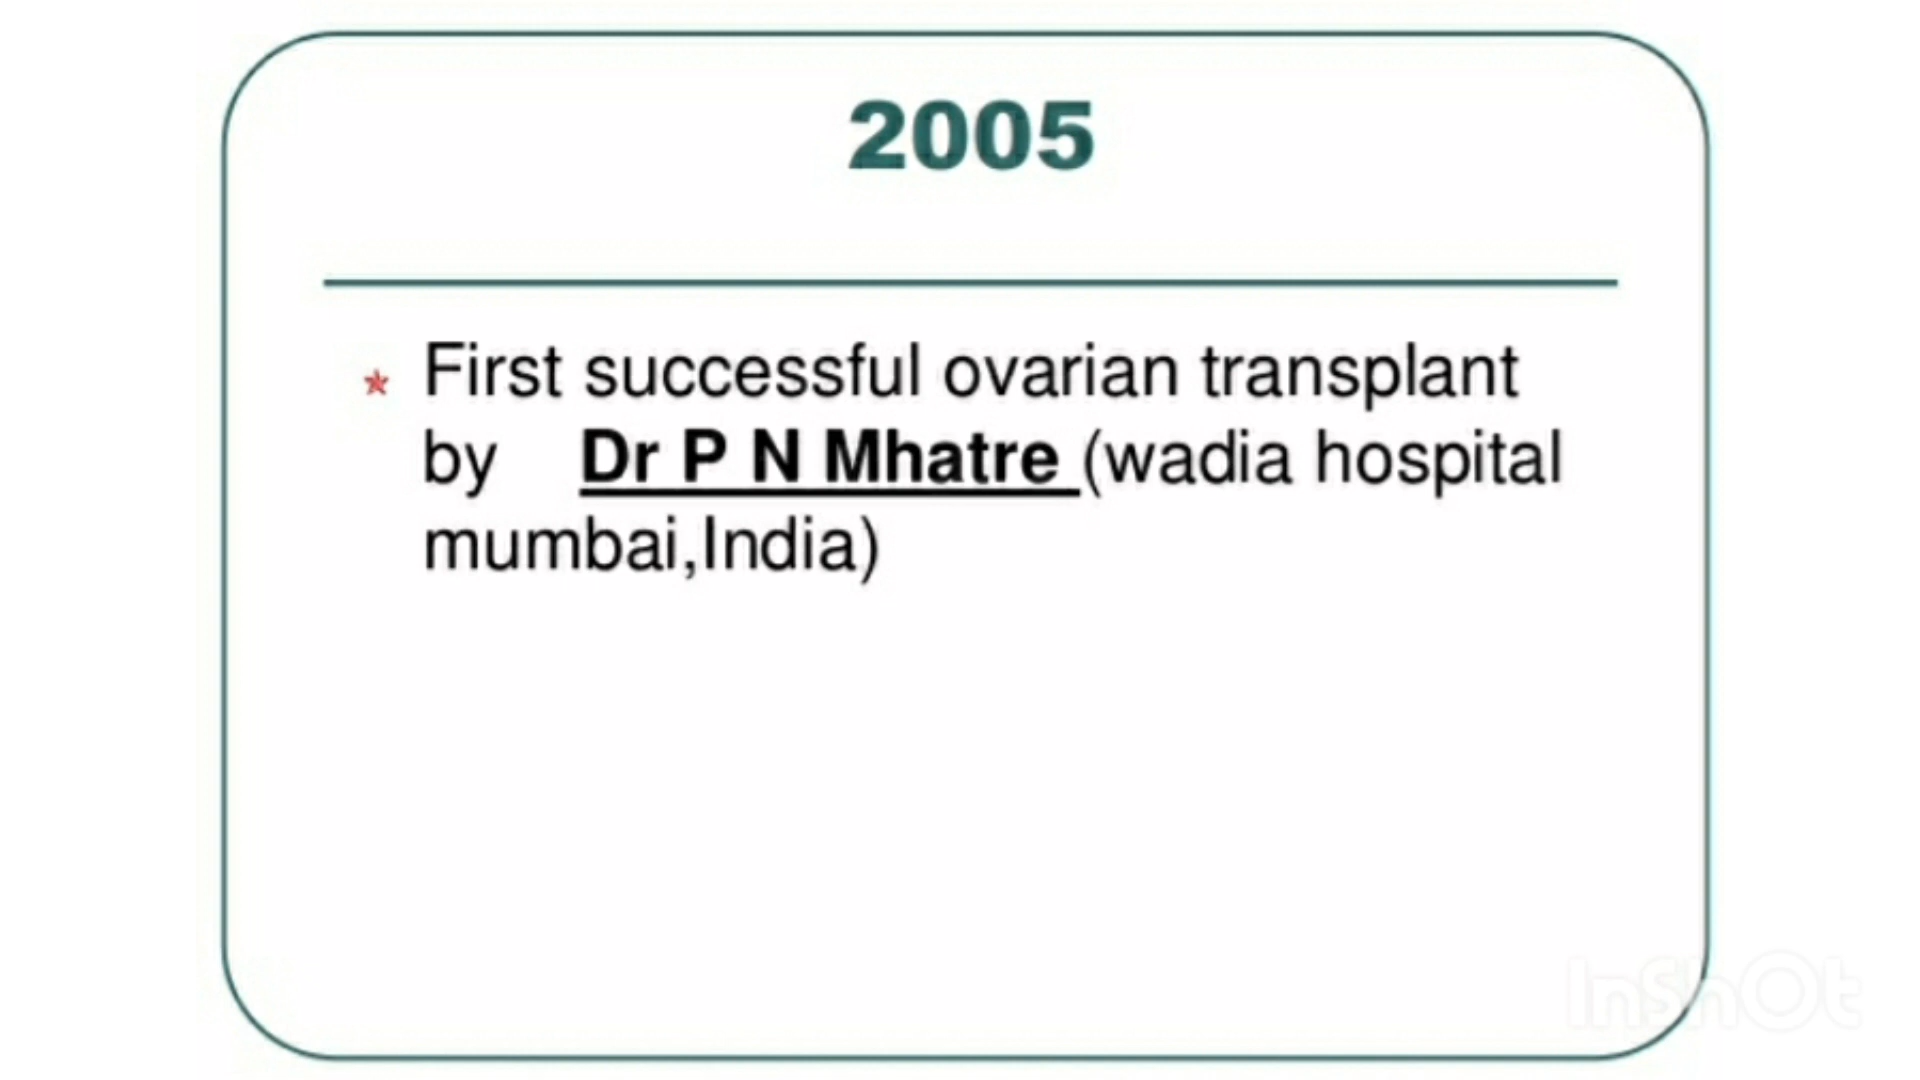 2005
* First successful ovarian transplant
by Dr P N Mhatre (wadia hospital
mumbai,India)
InShOt